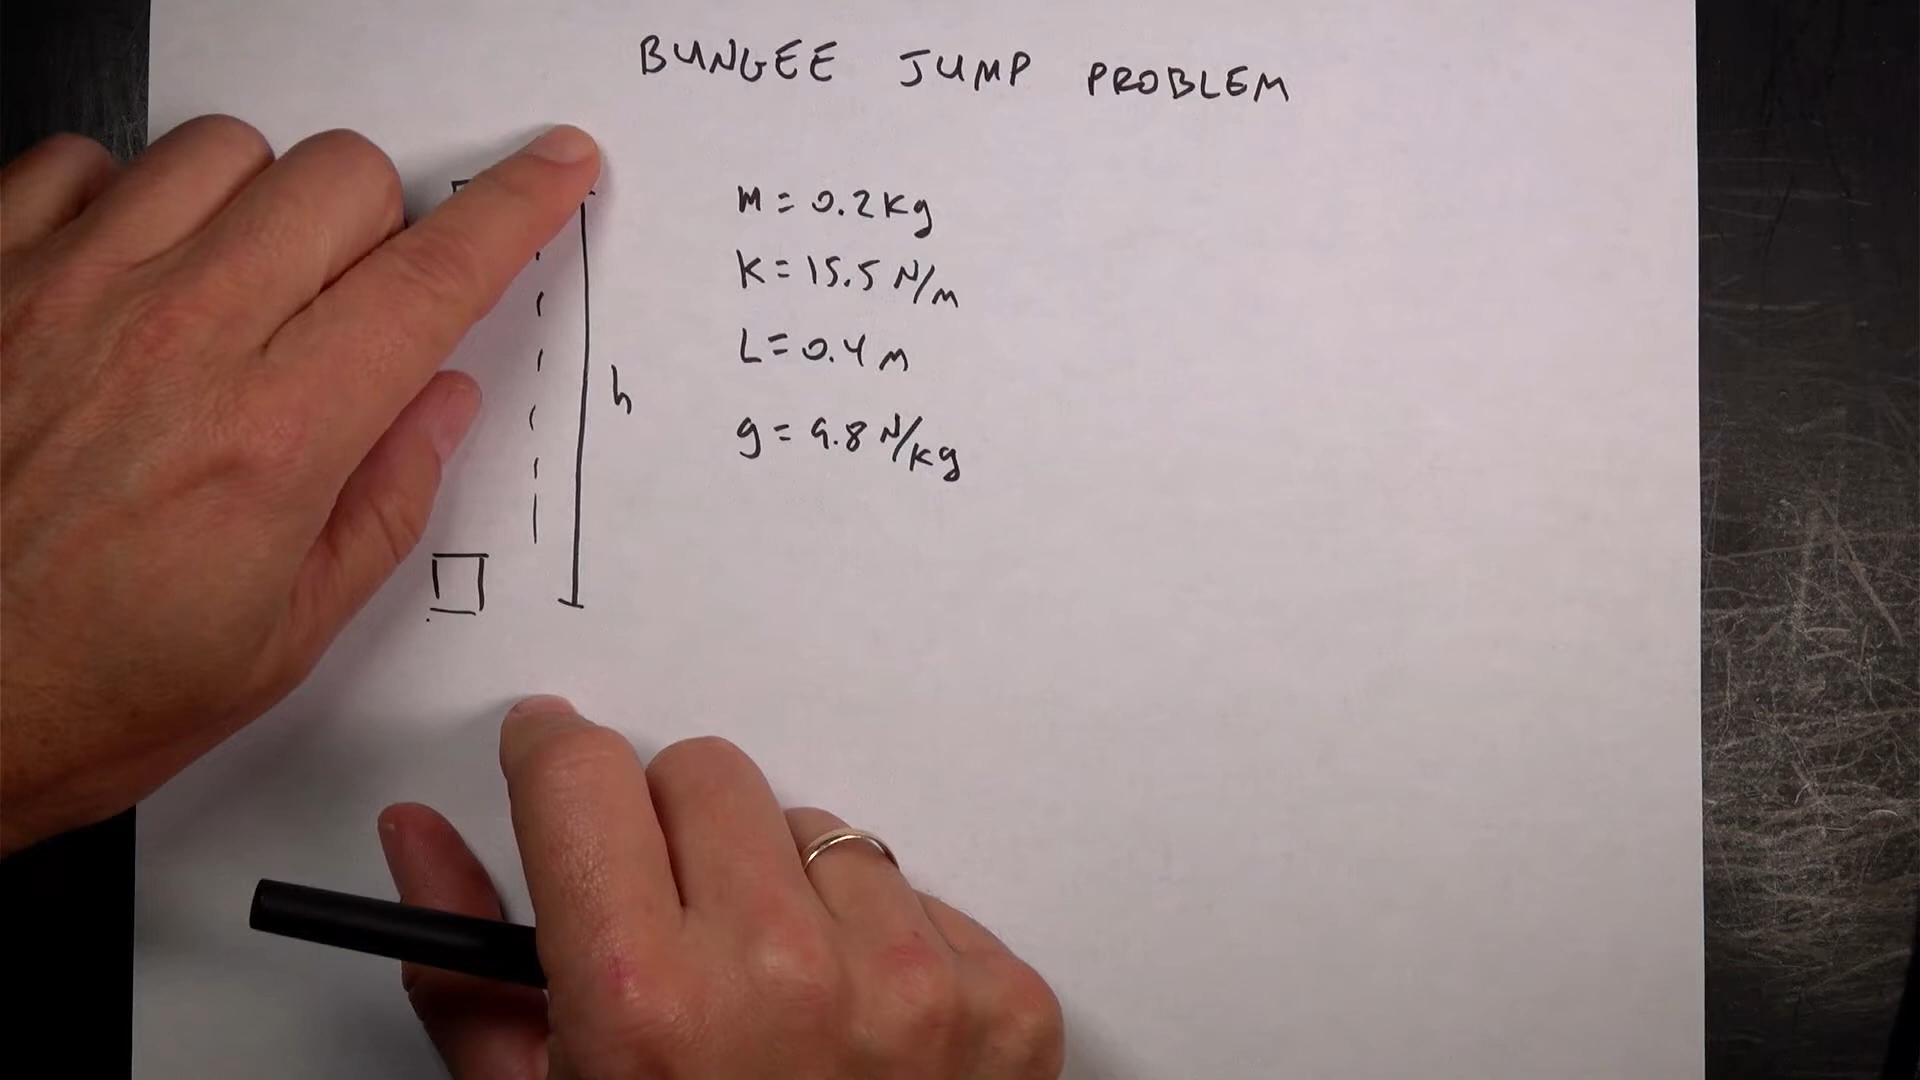 BUNGEE JUMP PROBLEM
m = 0.2 kg
K = 15.5 N/m
L = 0.4 m
h
g = 9.8 N/kg